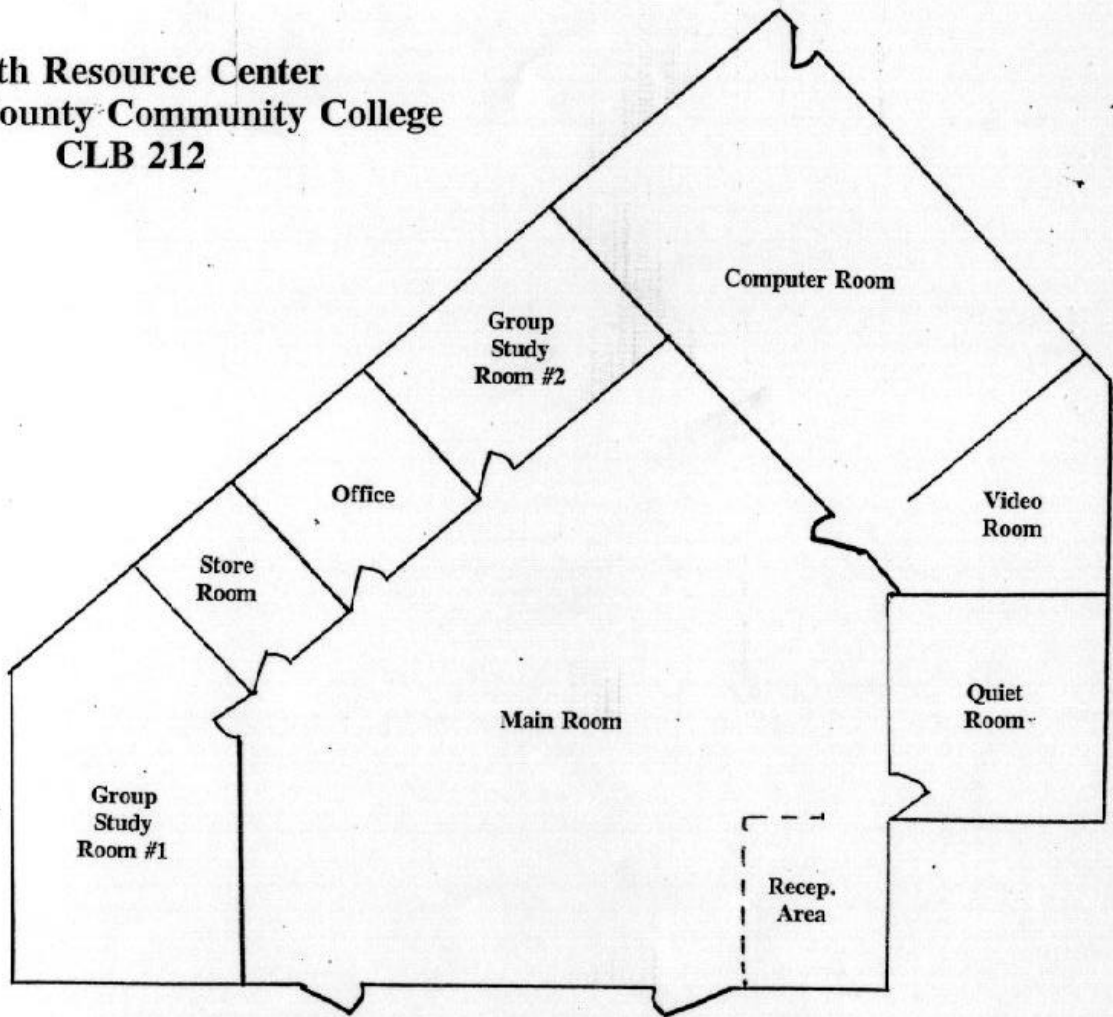 th Resource Center
ounty Community College
CLB 212
Computer Room
Group
Study
Room #2
Office
Video
Room
Store
Room
Main Room
Quiet
Room
Group
Study
Room #1
Recep.
Area